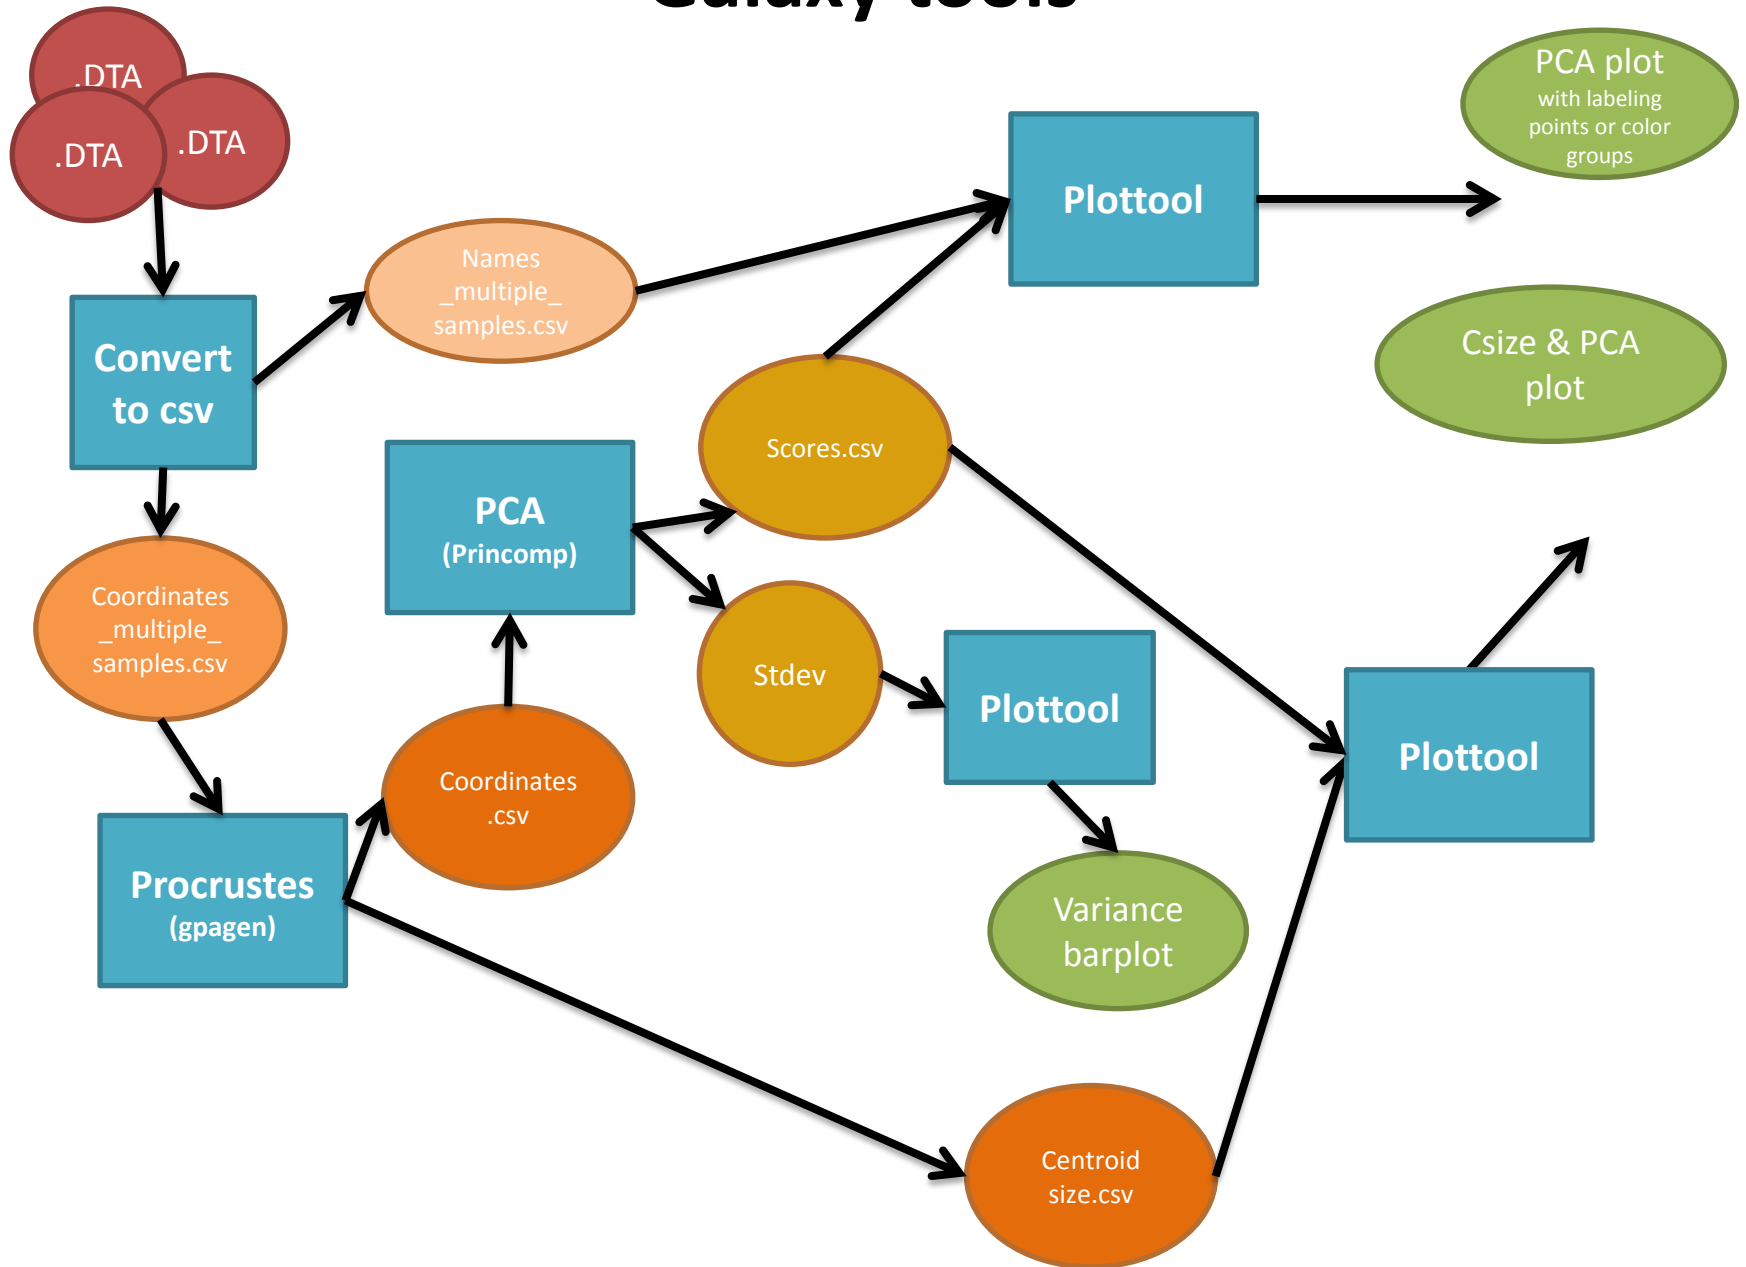 Galaxy tools
.DTA
.DTA
.DTA
PCA plot
with labeling
points or color
groups
Plottool
Names
_multiple_
samples.csv
Convert
to csv
Csize & PCA
plot
Scores.csv
PCA
(Princomp)
Coordinates
_multiple_
samples.csv
Stdev
Plottool
Plottool
Coordinates
.csv
Procrustes
(gpagen)
Variance
barplot
Centroid
size.csv